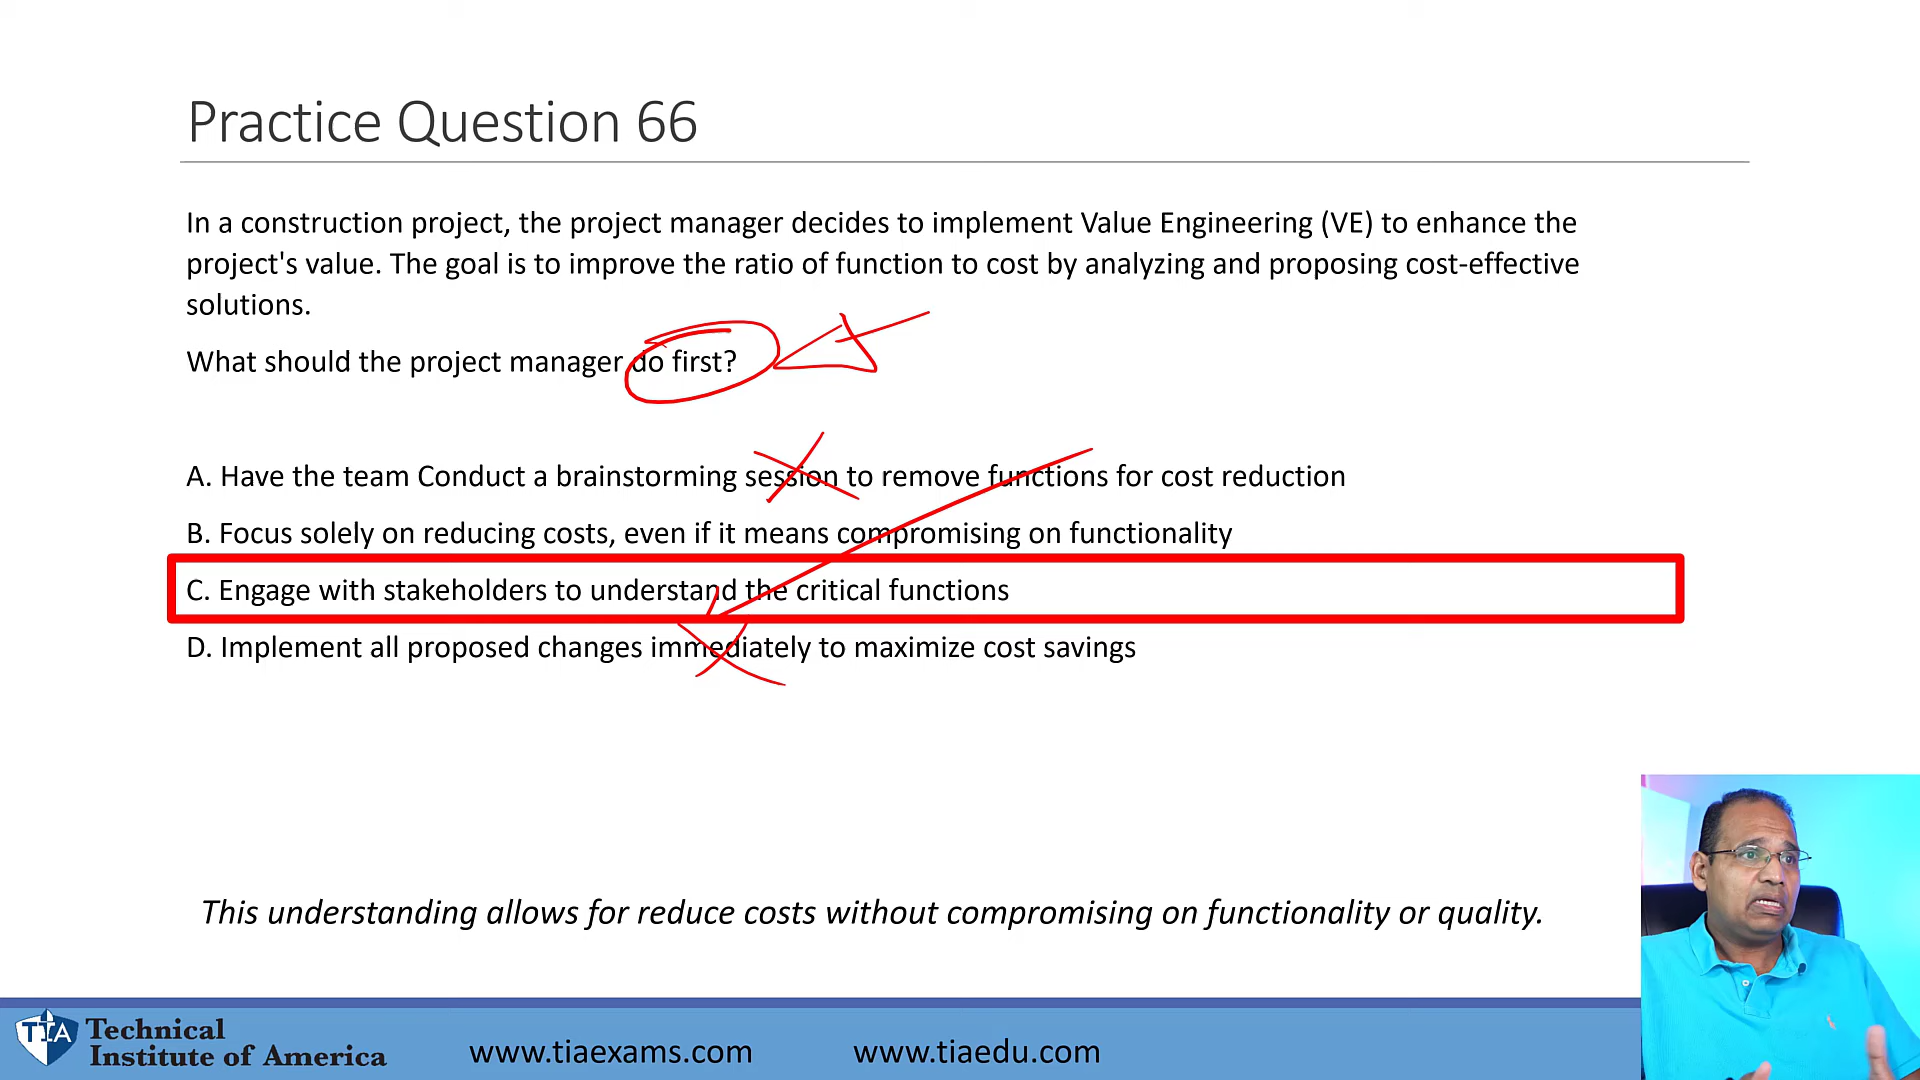 Practice Question 66
In a construction project, the project manager decides to implement Value Engineering (VE) to enhance the
project's value. The goal is to improve the ratio of function to cost by analyzing and proposing cost-effective
solutions.
What should the project manager do first?
A. Have the team Conduct a brainstorming session to remove functions for cost reduction
B. Focus solely on reducing costs, even if it means compromising on functionality
C. Engage with stakeholders to understand the critical functions
D. Implement all proposed changes immediately to maximize cost savings
This understanding allows for reduce costs without compromising on functionality or quality.
TIA Technical
Institute of America
www.tiaexams.com www.tiaedu.com